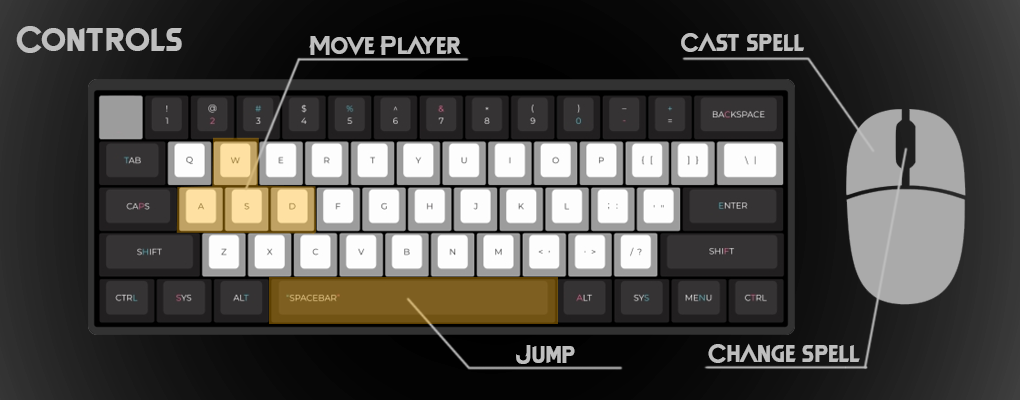 CONTROLS
MOVE PLAYER
CAST SPELL
! @ # $ % ^ & * ( ) – +
1 2 3 4 5 6 7 8 9 0 - = BACKSPACE
TAB Q W E R T Y U I O P { [ ] } \ |
CAPS A S D F G H J K L ; : ' " ENTER
SHIFT Z X C V B N M < , . > / ? SHIFT
CTRL SYS ALT "SPACEBAR" ALT SYS MENU CTRL
JUMP
CHANGE SPELL